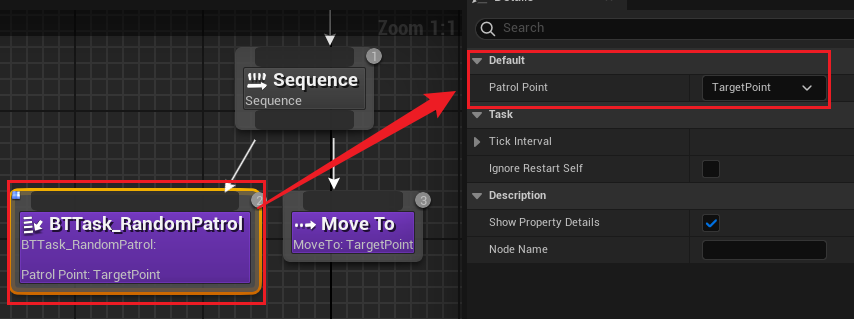 Zoom 1:1
1
Sequence
Sequence
2
BTTask_RandomPatrol
BTTask_RandomPatrol:
Patrol Point: TargetPoint
3
Move To
MoveTo: TargetPoint
Search
Default
Patrol Point
TargetPoint
Task
Tick Interval
Ignore Restart Self
Description
Show Property Details
Node Name